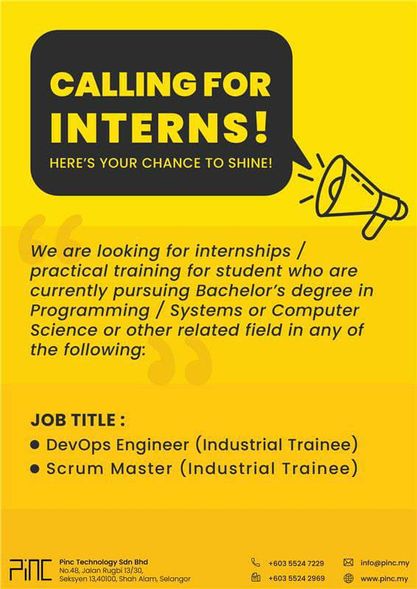 CALLING FOR
INTERNS!
HERE'S YOUR CHANCE TO SHINE!
We are looking for internships /
practical training for student who are
currently pursuing Bachelor's degree in
Programming / Systems or Computer
Science or other related field in any of
the following:
JOB TITLE :
DevOps Engineer (Industrial Trainee)
Scrum Master (Industrial Trainee)
PinC
Pinc Technology Sdn Bhd
No.48, Jalan Rugbi 13/30,
Seksyen 13,40100, Shah Alam, Selangor
+603 5524 7229
+603 5524 2969
info@pinc.my
www.pinc.my